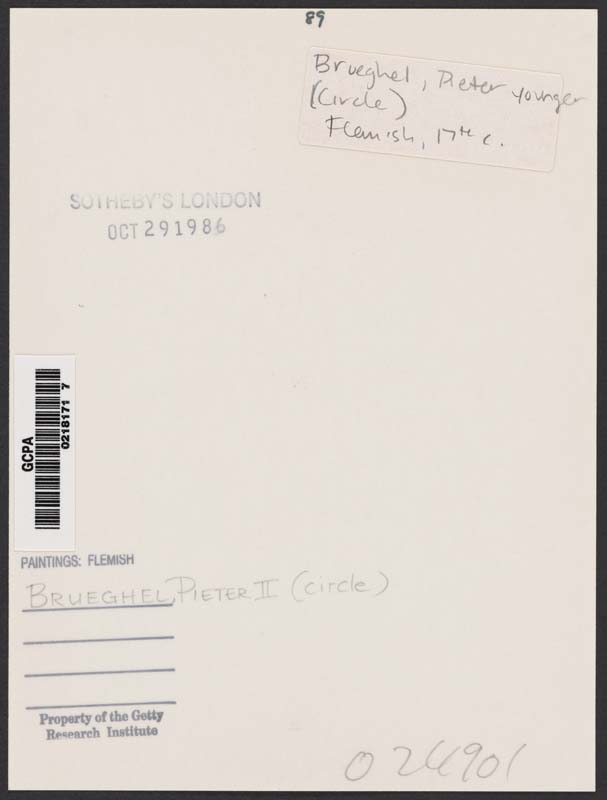 89
Brueghel, Pieter younger
(Circle)
Flemish, 17th c.
SOTHEBY'S LONDON
OCT 29 1986
GCPA
0218171 7
PAINTINGS: FLEMISH
BRUEGHEL, PIETER II (circle)
Property of the Getty
Research Institute
024901